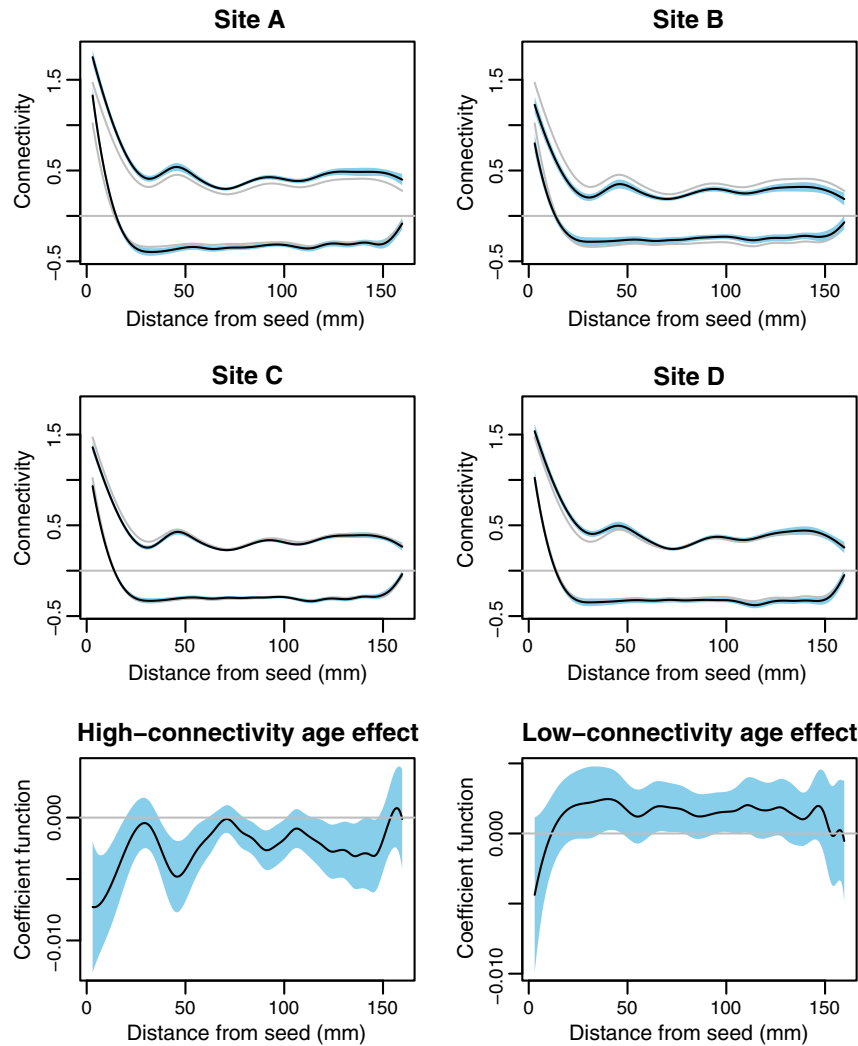 Site A
Site B
Connectivity
1.5
0.5
−0.5
0
50
100
150
Distance from seed (mm)
Connectivity
1.5
0.5
−0.5
0
50
100
150
Distance from seed (mm)
Site C
Site D
Connectivity
1.5
0.5
−0.5
0
50
100
150
Distance from seed (mm)
Connectivity
1.5
0.5
−0.5
0
50
100
150
Distance from seed (mm)
High−connectivity age effect
Low−connectivity age effect
Coefficient function
0.000
−0.010
0
50
100
150
Distance from seed (mm)
Coefficient function
0.000
−0.010
0
50
100
150
Distance from seed (mm)